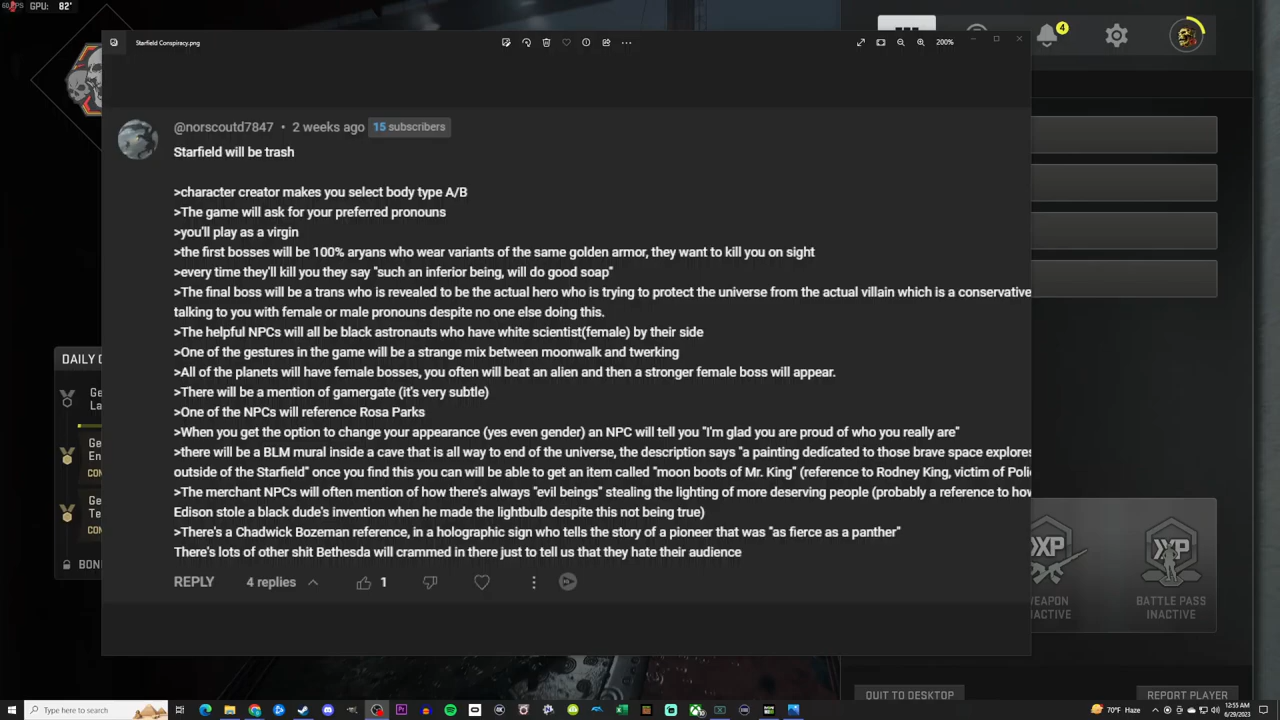 GPU: 82°
Starfield Conspiracy.png
200%
4
@norscoutd7847 • 2 weeks ago 15 subscribers
Starfield will be trash
>character creator makes you select body type A/B
>The game will ask for your preferred pronouns
>you'll play as a virgin
>the first bosses will be 100% aryans who wear variants of the same golden armor, they want to kill you on sight
>every time they'll kill you they say "such an inferior being, will do good soap"
>The final boss will be a trans who is revealed to be the actual hero who is trying to protect the universe from the actual villain which is a conservative
talking to you with female or male pronouns despite no one else doing this.
>The helpful NPCs will all be black astronauts who have white scientist(female) by their side
>One of the gestures in the game will be a strange mix between moonwalk and twerking
>All of the planets will have female bosses, you often will beat an alien and then a stronger female boss will appear.
>There will be a mention of gamergate (it's very subtle)
>One of the NPCs will reference Rosa Parks
>When you get the option to change your appearance (yes even gender) an NPC will tell you "I'm glad you are proud of who you really are"
>there will be a BLM mural inside a cave that is all way to end of the universe, the description says "a painting dedicated to those brave space explores
outside of the Starfield" once you find this you can will be able to get an item called "moon boots of Mr. King" (reference to Rodney King, victim of
>The merchant NPCs will often mention of how there's always "evil beings" stealing the lighting of more deserving people (probably a reference to
Edison stole a black dude's invention when he made the lightbulb despite this not being true)
>There's a Chadwick Bozeman reference, in a holographic sign who tells the story of a pioneer that was "as fierce as a panther"
There's lots of other shit Bethesda will crammed in there just to tell us that they hate their audience
REPLY 4 replies 1
DAILY
BONU
WEAPON
INACTIVE
BATTLE PASS
INACTIVE
QUIT TO DESKTOP
REPORT PLAYER
Type here to search
70°F Haze
12:55 AM
6/29/2023